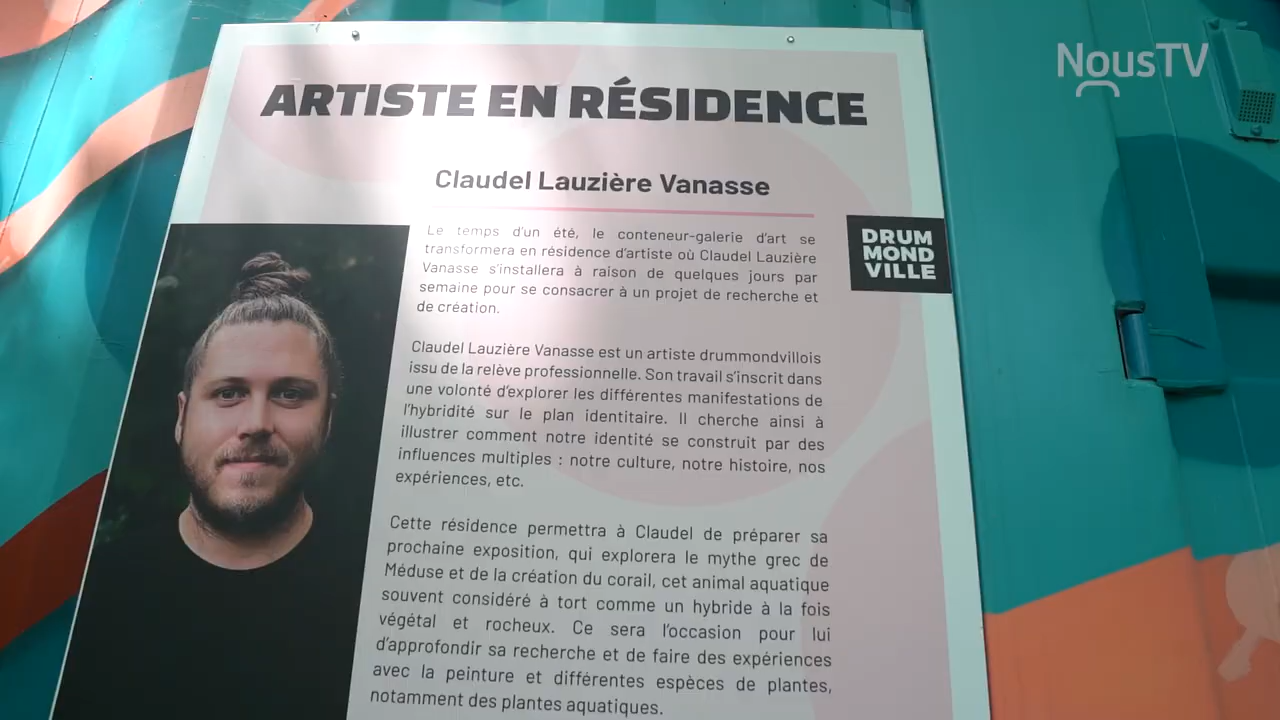 NousTV
ARTISTE EN RÉSIDENCE
Claudel Lauzière Vanasse
Le temps d'un été, le conteneur-galerie d'art se
transformera en résidence d'artiste où Claudel Lauzière
Vanasse s'installera à raison de quelques jours par
semaine pour se consacrer à un projet de recherche et
de création.
DRUM
MOND
VILLE
Claudel Lauzière Vanasse est un artiste drummondvillois
issu de la relève professionnelle. Son travail s'inscrit dans
une volonté d'explorer les différentes manifestations de
l'hybridité sur le plan identitaire. Il cherche ainsi à
illustrer comment notre identité se construit par des
influences multiples : notre culture, notre histoire, nos
expériences, etc.
Cette résidence permettra à Claudel de préparer sa
prochaine exposition, qui explorera le mythe grec de
Méduse et de la création du corail, cet animal aquatique
souvent considéré à tort comme un hybride à la fois
végétal et rocheux. Ce sera l'occasion pour lui
d'approfondir sa recherche et de faire des expériences
avec la peinture et différentes espèces de plantes,
notamment des plantes aquatiques.